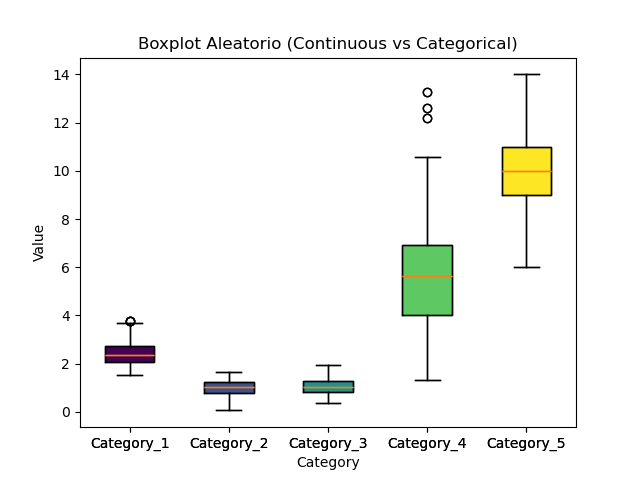 Boxplot Aleatorio (Continuous vs Categorical)
Value
14
12
10
8
6
4
2
0
Category_1 Category_2 Category_3 Category_4 Category_5
Category